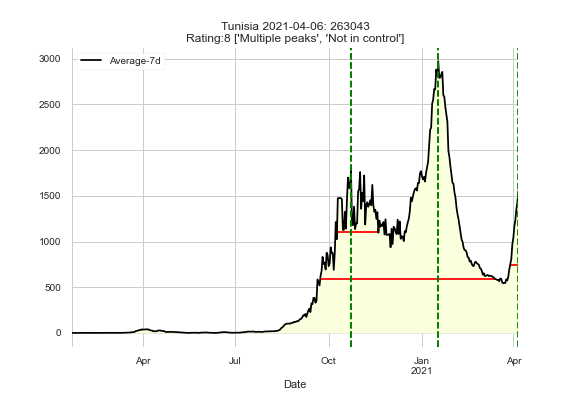 Tunisia 2021-04-06: 263043
Rating:8 ['Multiple peaks', 'Not in control']
Average-7d
3000
2500
2000
1500
1000
500
0
Apr
Jul
Oct
Jan
2021
Apr
Date